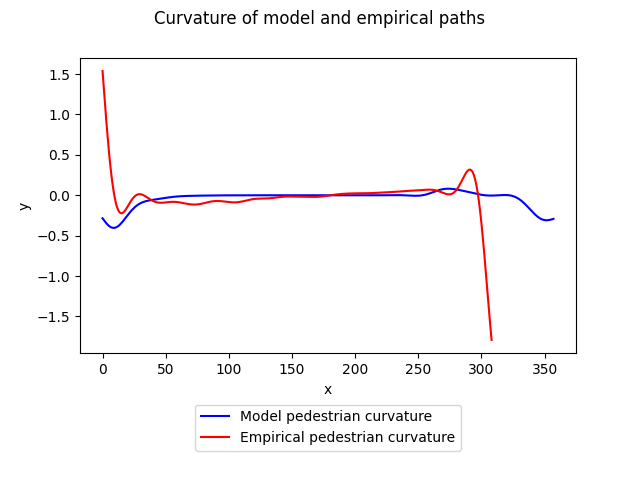 Curvature of model and empirical paths
1.5
1.0
0.5
0.0
−0.5
−1.0
−1.5
y
0 50 100 150 200 250 300 350
x
Model pedestrian curvature
Empirical pedestrian curvature